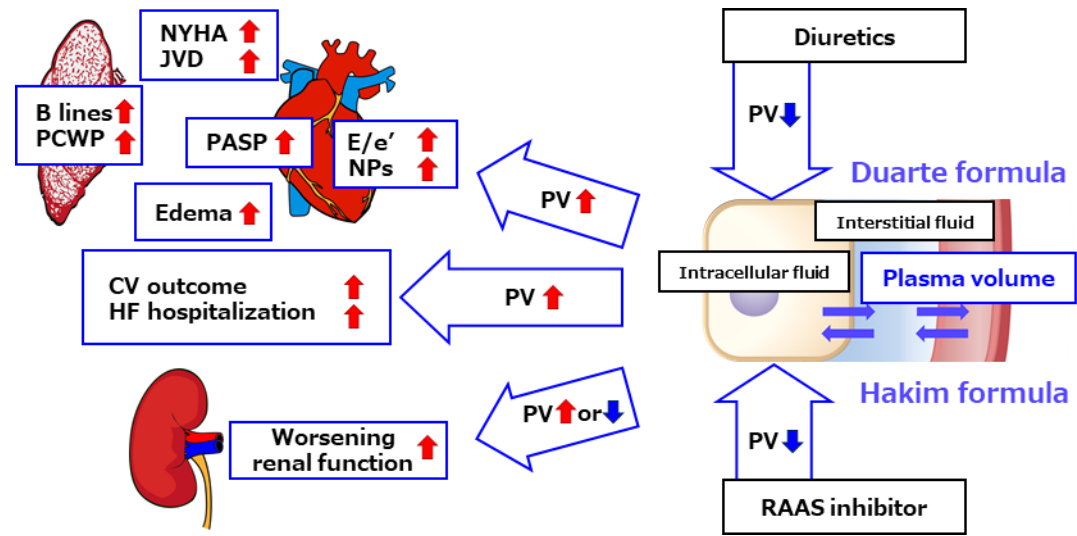 NYHA
JVD
B lines
PCWP
PASP
E/e’
NPs
Edema
CV outcome
HF hospitalization
Worsening
renal function
PV
PV
PV or
Diuretics
PV
Duarte formula
Interstitial fluid
Intracellular fluid
Plasma volume
Hakim formula
PV
RAAS inhibitor